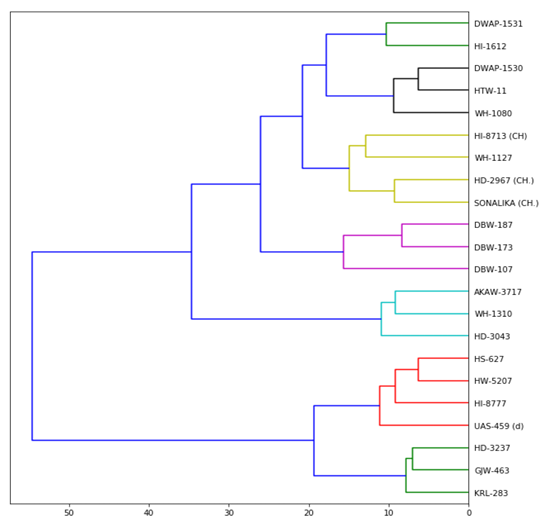 DWAP-1531
HI-1612
DWAP-1530
HTW-11
WH-1080
HI-8713 (CH)
WH-1127
HD-2967 (CH.)
SONALIKA (CH.)
DBW-187
DBW-173
DBW-107
AKAW-3717
WH-1310
HD-3043
HS-627
HW-5207
HI-8777
UAS-459 (d)
HD-3237
GJW-463
KRL-283
50 40 30 20 10 0